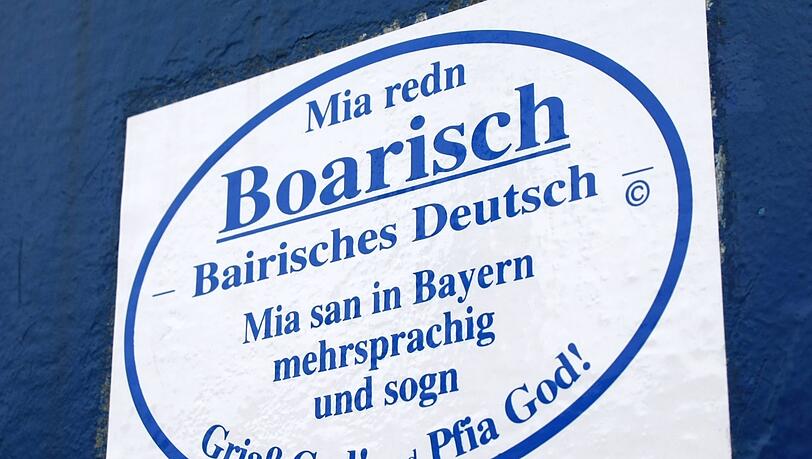 Mia redn
Boarisch
– Bairisches Deutsch –
©
Mia san in Bayern
mehrsprachig
und sogn
Pfia God!